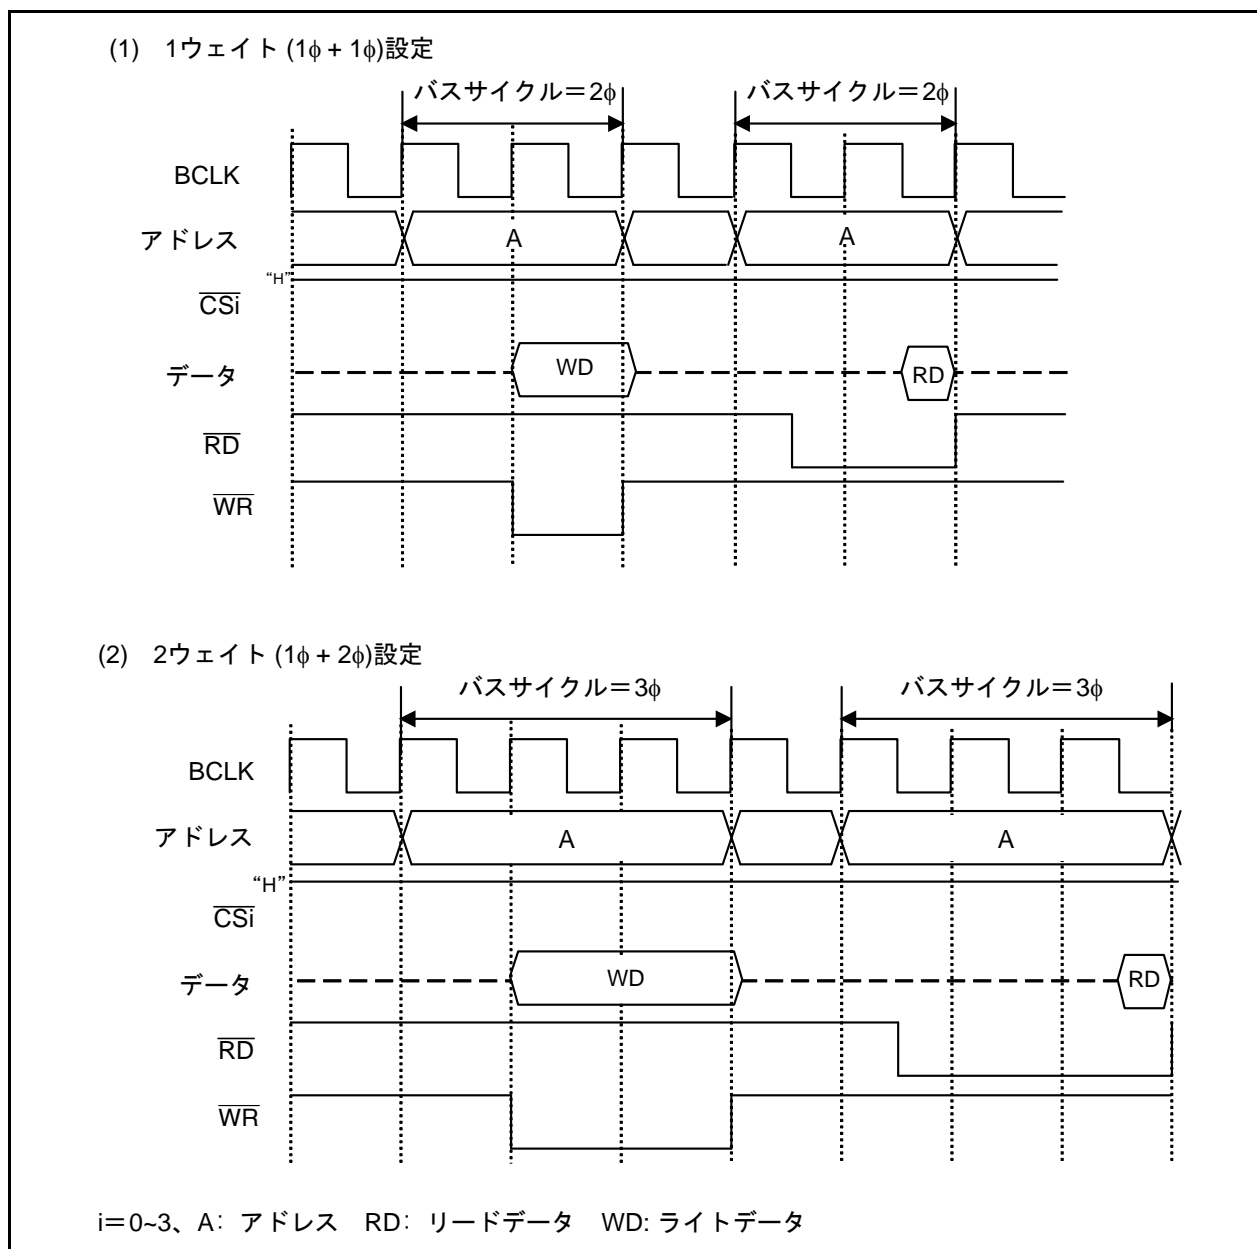 (1) 1ウェイト (1ϕ + 1ϕ)設定
バスサイクル＝2ϕ バスサイクル＝2ϕ
BCLK
アドレス A A
“H”
CSi
データ WD RD
RD
WR
(2) 2ウェイト (1ϕ + 2ϕ)設定
バスサイクル＝3ϕ バスサイクル＝3ϕ
BCLK
アドレス A A
“H”
CSi
データ WD RD
RD
WR
i＝0~3、A: アドレス RD: リードデータ WD: ライトデータ